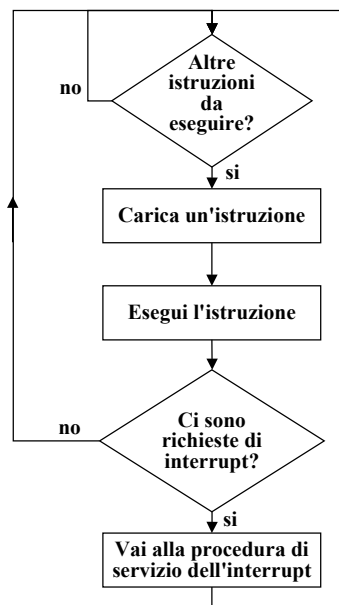 Altre
istruzioni
da
eseguire?
no
si
Carica un'istruzione
Esegui l'istruzione
Ci sono
richieste di
interrupt?
no
si
Vai alla procedura di
servizio dell'interrupt